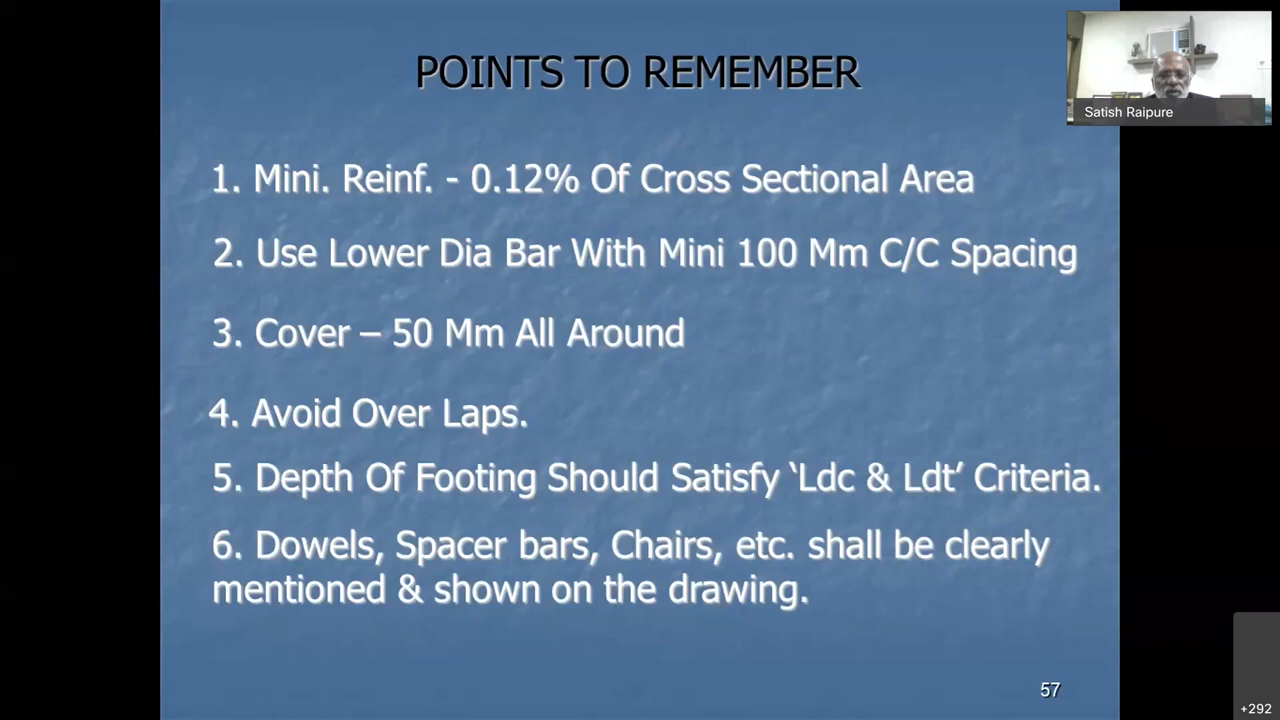 POINTS TO REMEMBER
Satish Raipure
1. Mini. Reinf. - 0.12% Of Cross Sectional Area
2. Use Lower Dia Bar With Mini 100 Mm C/C Spacing
3. Cover – 50 Mm All Around
4. Avoid Over Laps.
5. Depth Of Footing Should Satisfy ‘Ldc & Ldt’ Criteria.
6. Dowels, Spacer bars, Chairs, etc. shall be clearly
mentioned & shown on the drawing.
57
+292